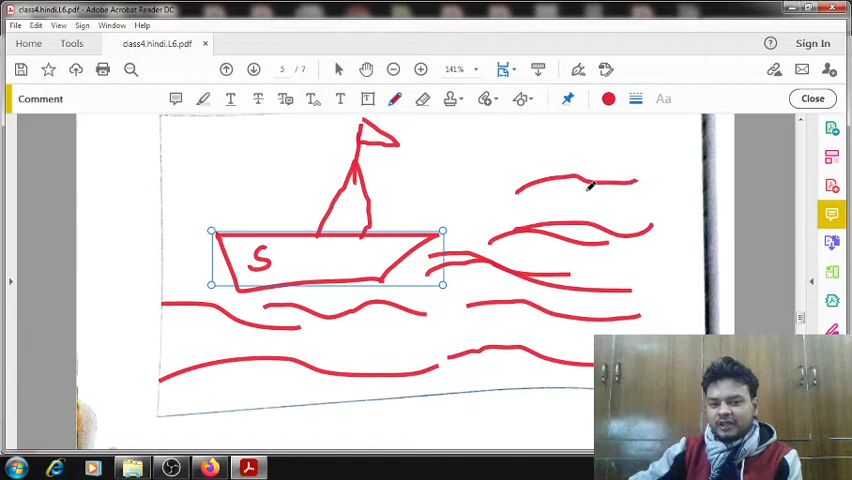 class4.hindi.L6.pdf - Adobe Acrobat Reader DC
File Edit View Sign Window Help
Home Tools class4.hindi.L6.pdf × Sign In
5 / 7 141%
Comment Aa Close
S